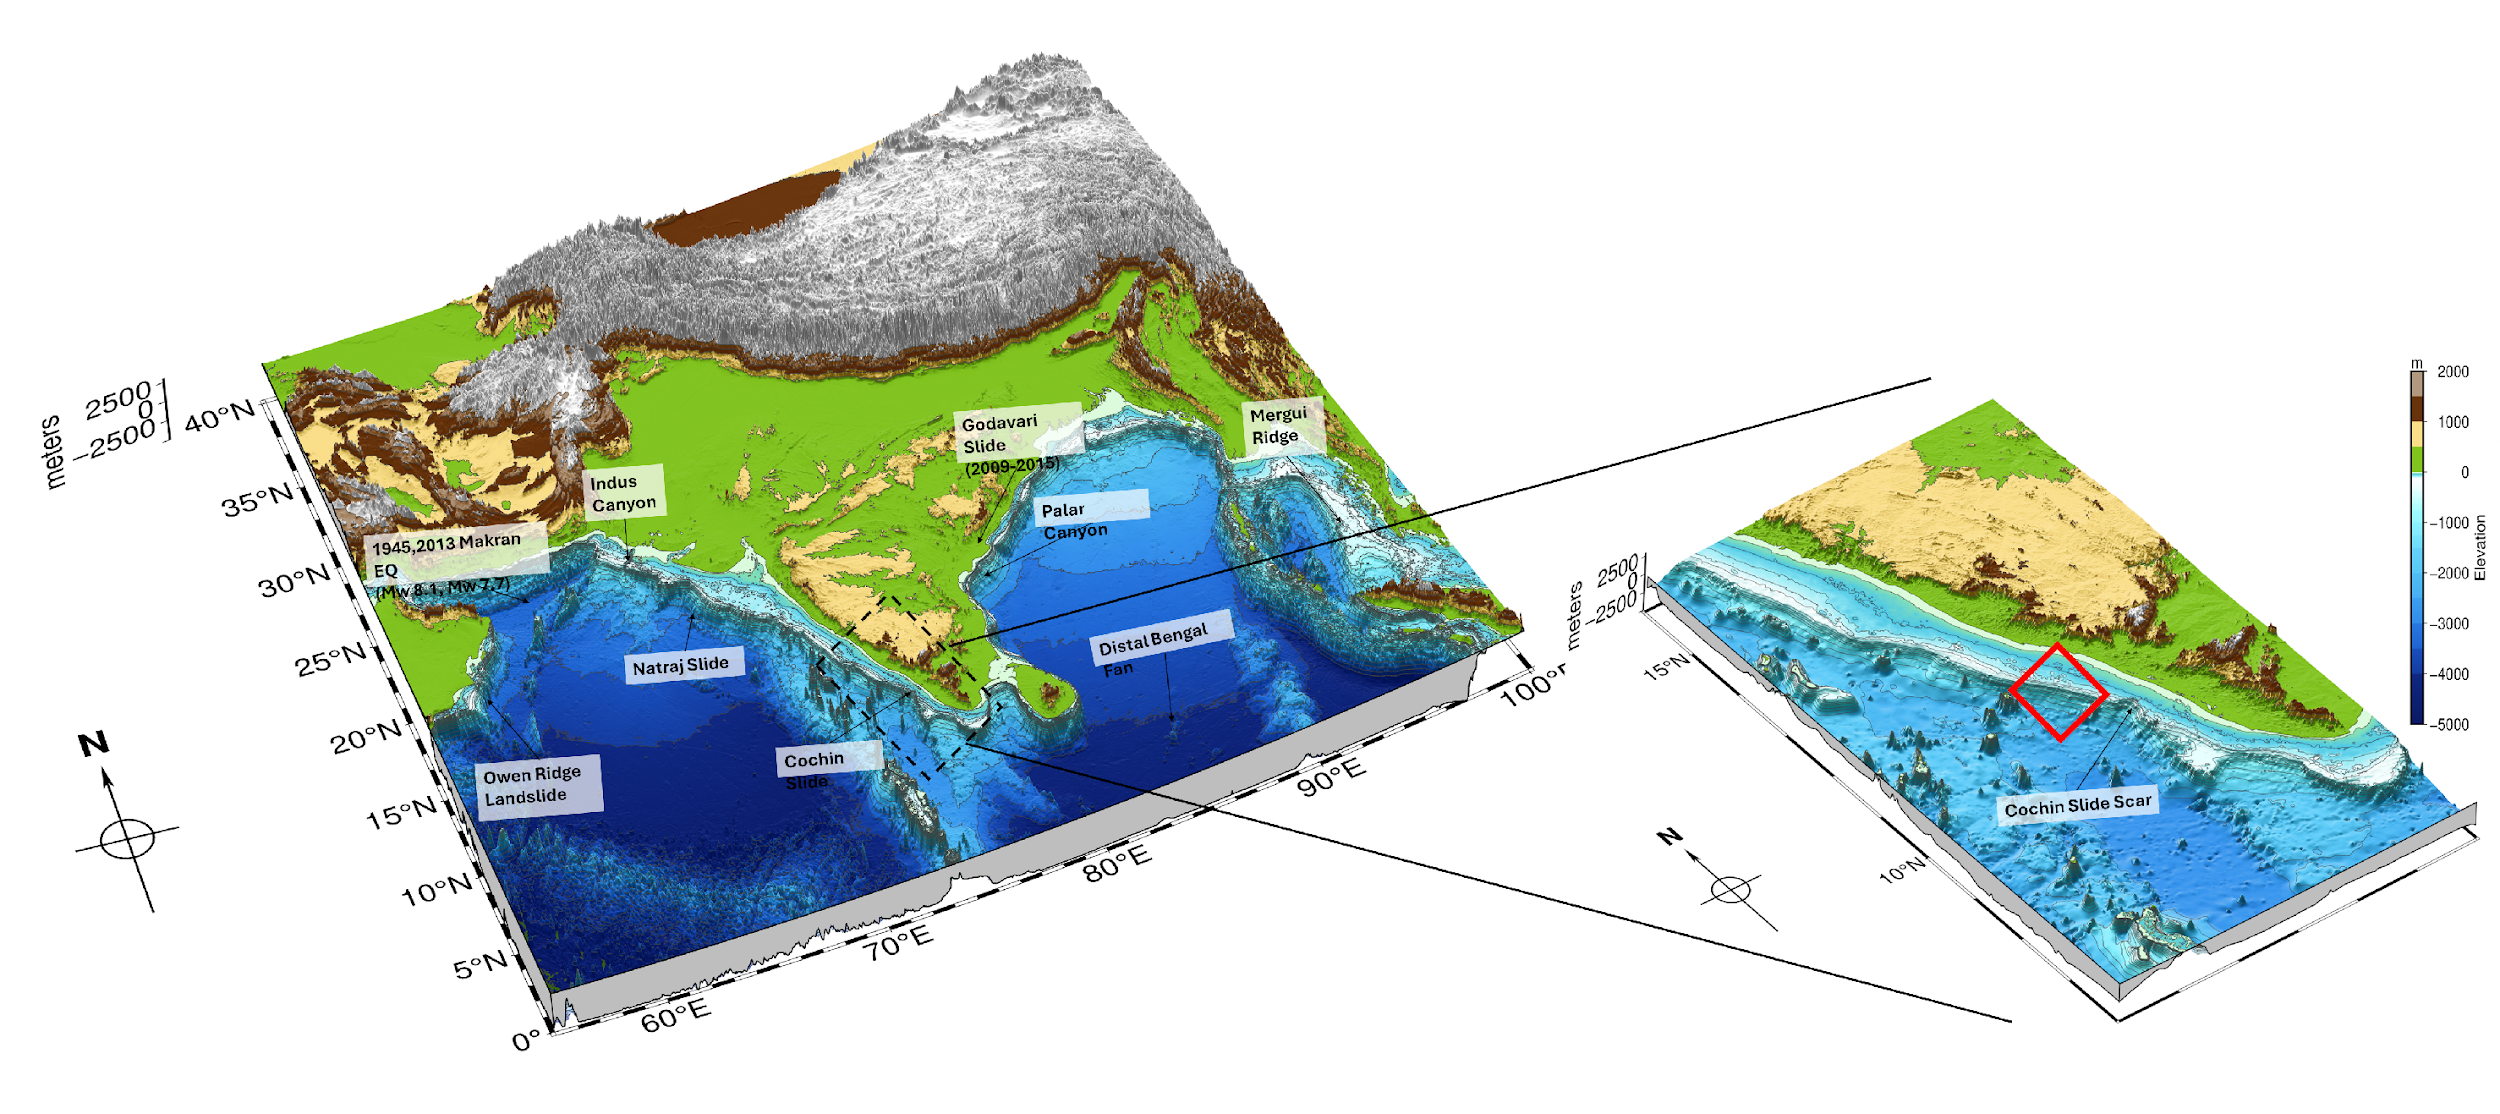 meters
2500
0
−2500
40°N
35°N
30°N
25°N
20°N
15°N
10°N
5°N
0°
60°E
70°E
80°E
90°E
100°
N
1945,2013 Makran
EQ
(Mw 8.1, Mw 7.7)
Indus
Canyon
Natraj Slide
Owen Ridge
Landslide
Cochin
Slide
Godavari
Slide
(2009-2015)
Palar
Canyon
Mergui
Ridge
Distal Bengal
Fan
meters
2500
0
−2500
15°N
10°N
N
Cochin Slide Scar
m
2000
1000
0
−1000
−2000
−3000
−4000
−5000
Elevation